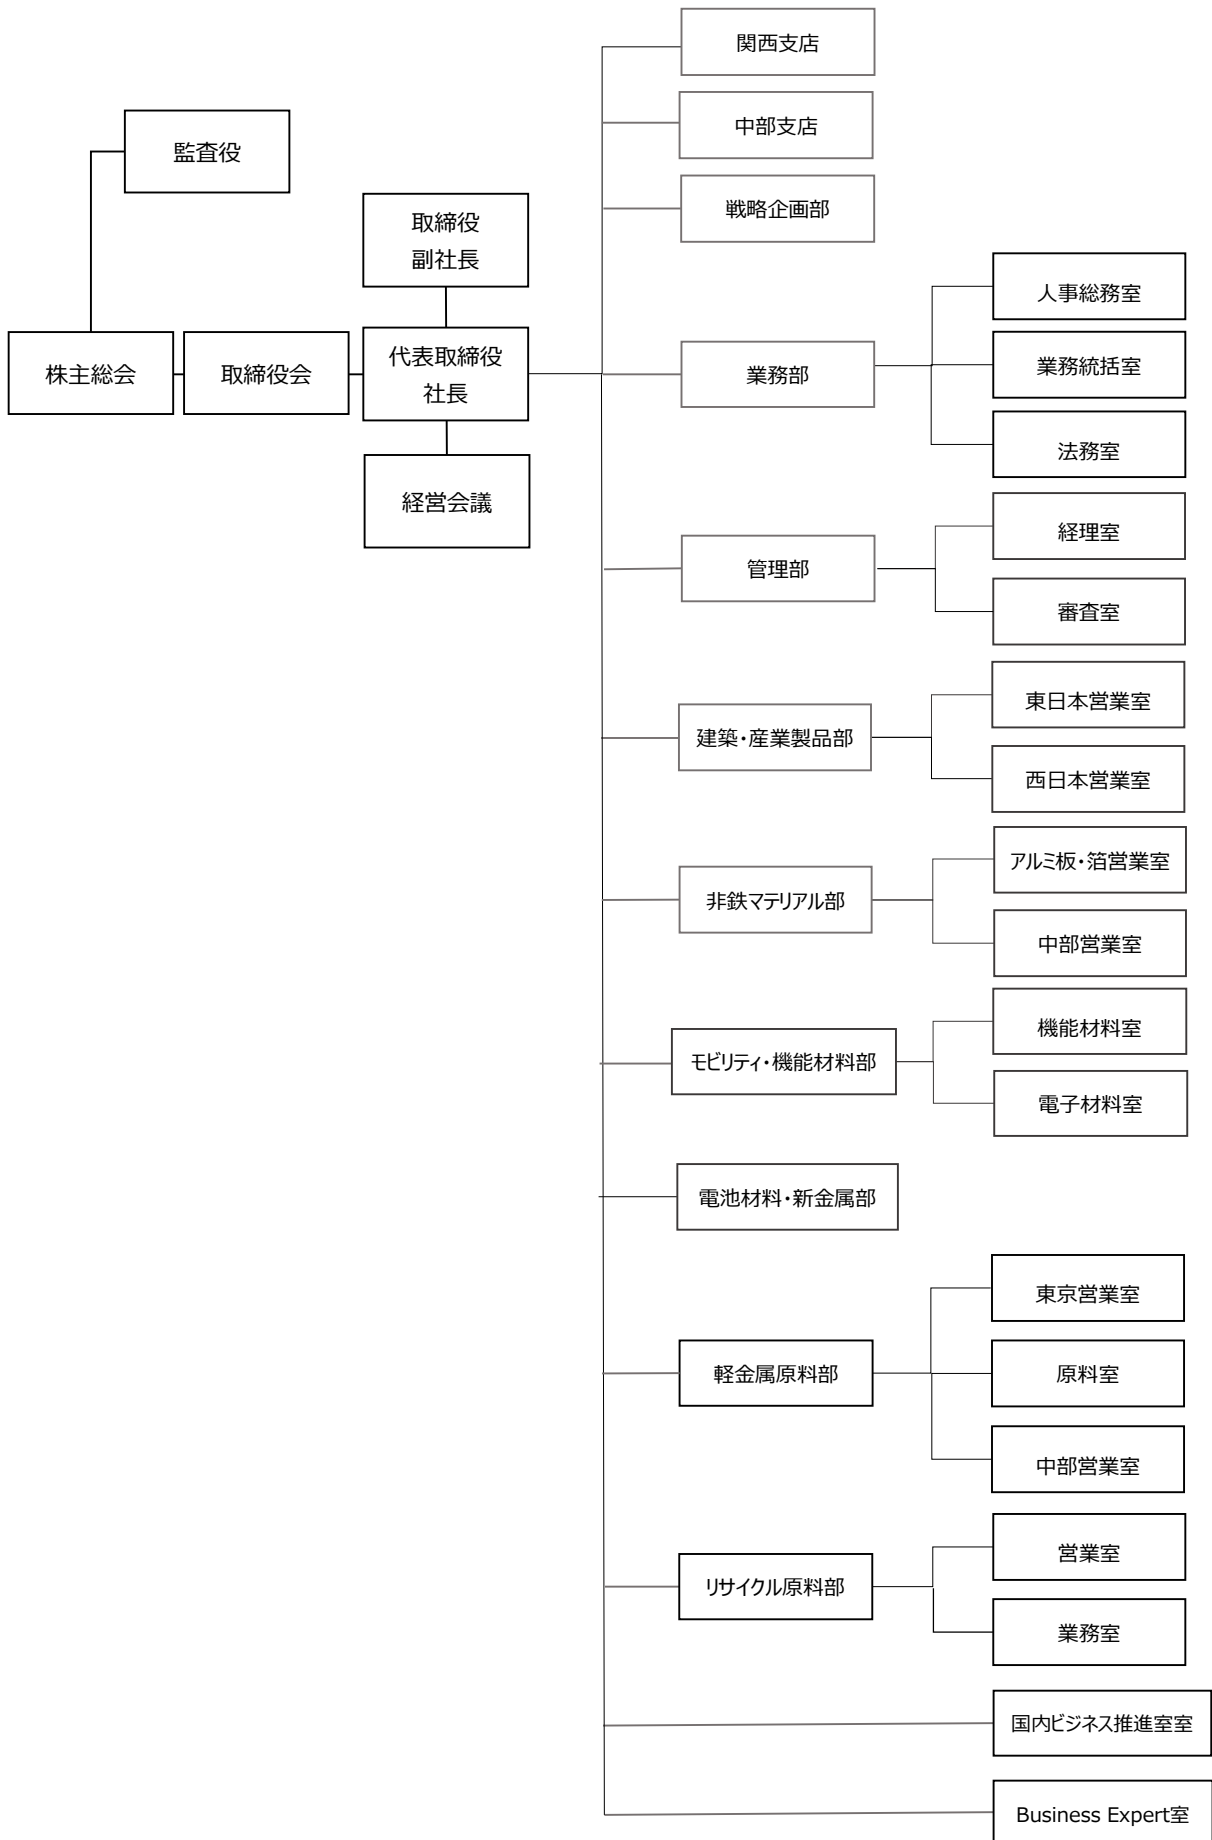 関西支店
中部支店
監査役
戦略企画部
取締役
副社長
人事総務室
株主総会
取締役会
代表取締役
社長
業務部
業務統括室
法務室
経営会議
経理室
管理部
審査室
東日本営業室
建築・産業製品部
西日本営業室
アルミ板・箔営業室
非鉄マテリアル部
中部営業室
機能材料室
モビリティ・機能材料部
電子材料室
電池材料・新金属部
東京営業室
軽金属原料部
原料室
中部営業室
営業室
リサイクル原料部
業務室
国内ビジネス推進室室
Business Expert室